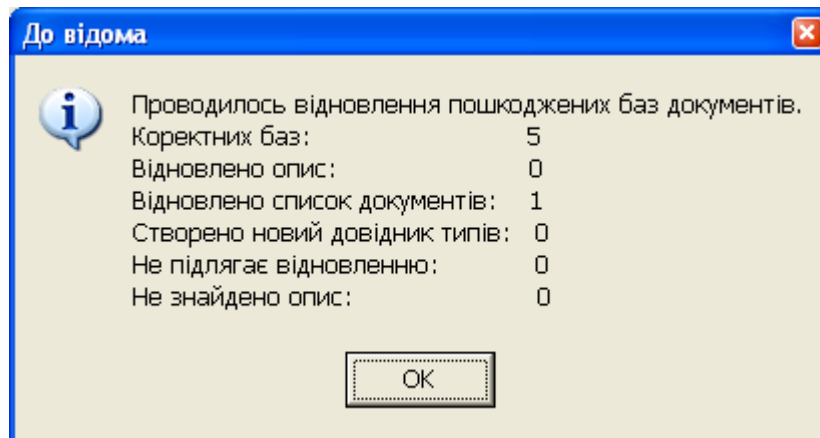 До відома
Проводилось відновлення пошкоджених баз документів.
Коректних баз: 5
Відновлено опис: 0
Відновлено список документів: 1
Створено новий довідник типів: 0
Не підлягає відновленню: 0
Не знайдено опис: 0
OK